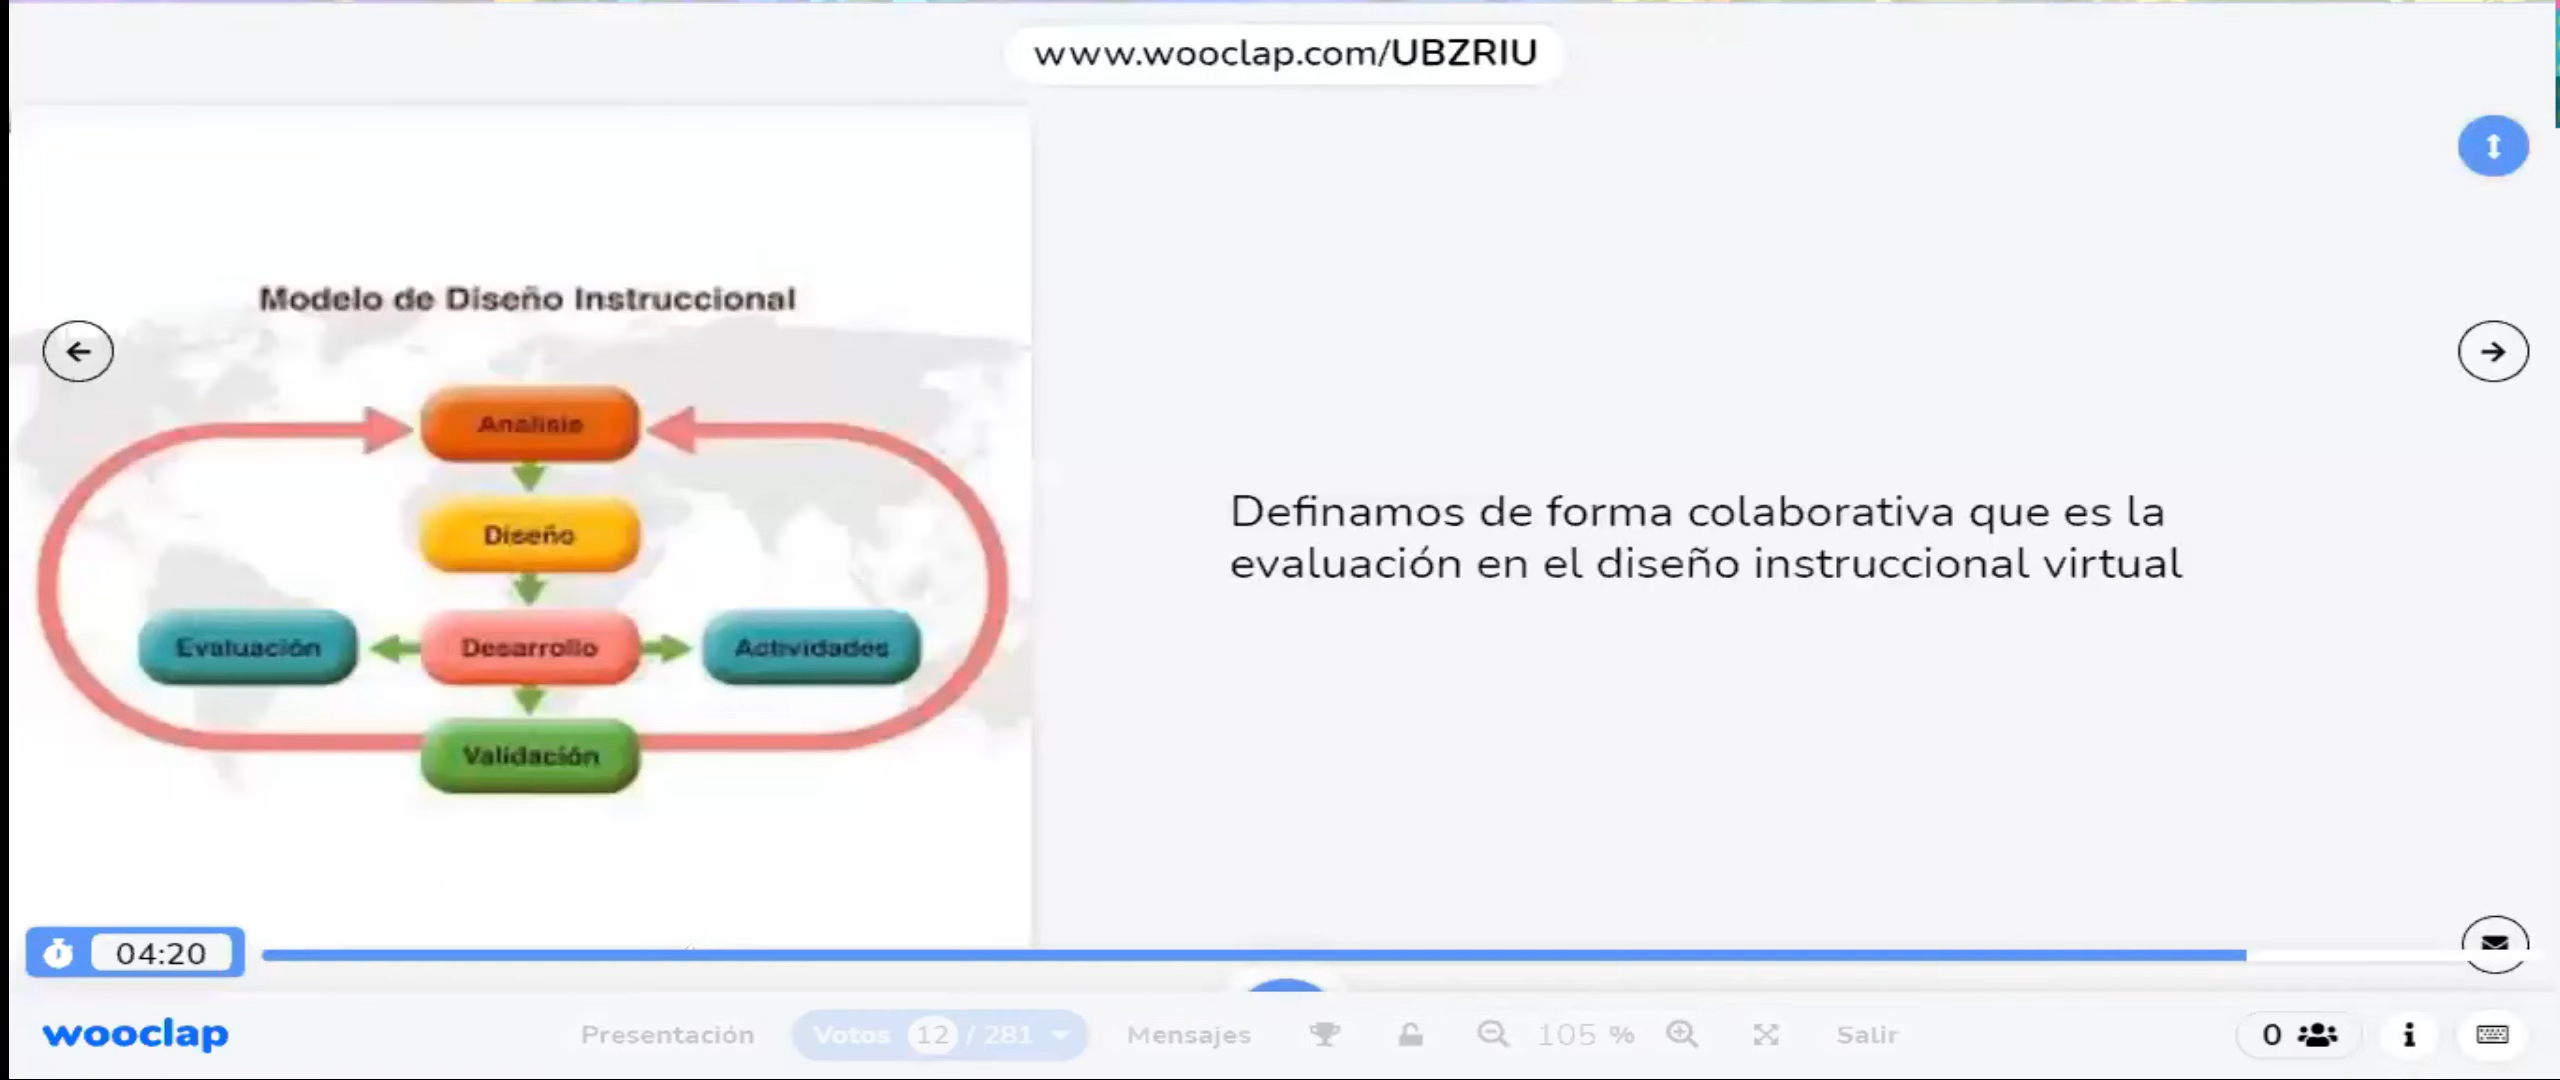 www.wooclap.com/UBZRIU
Modelo de Diseño Instruccional
Análisis
Diseño
Evaluación
Desarrollo
Actividades
Validación
Definamos de forma colaborativa que es la
evaluación en el diseño instruccional virtual
04:20
wooclap
Presentación
Votos 12 / 281
Mensajes
105 %
Salir
0